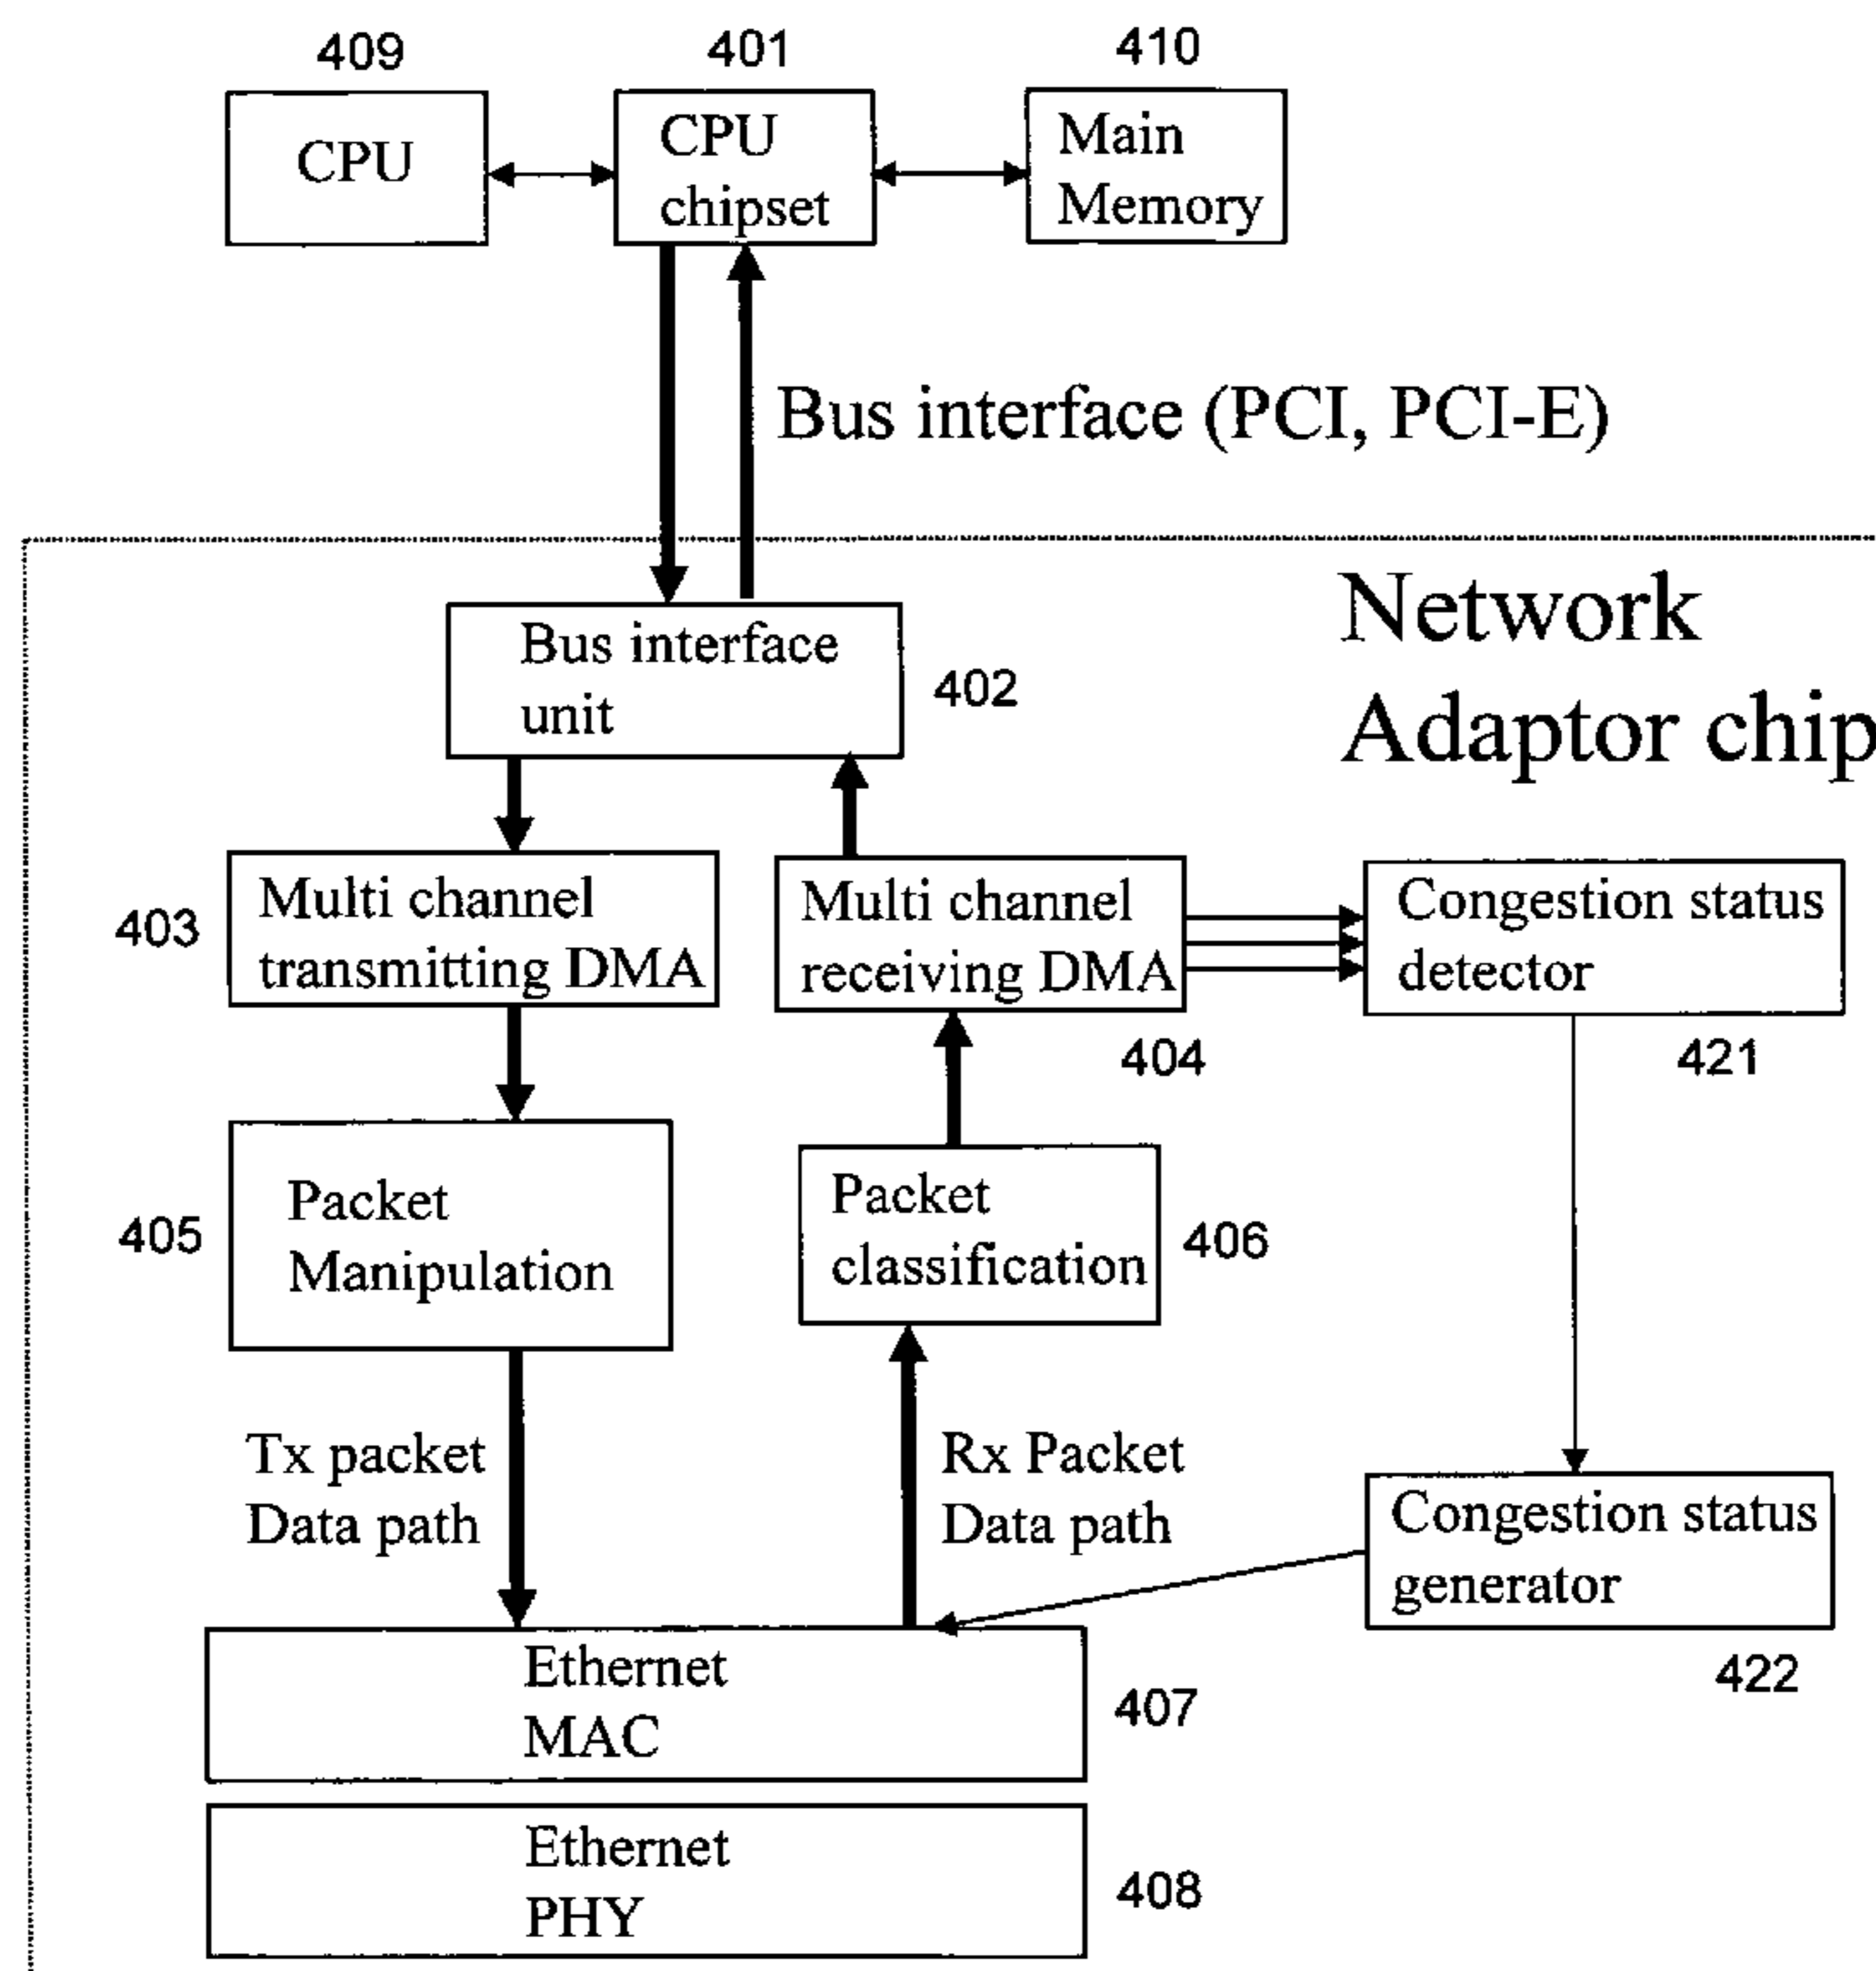 409
401
410
CPU
CPU
chipset
Main
Memory
Bus interface (PCI, PCI-E)
Network
Adaptor chip
Bus interface
unit
402
403
Multi channel
transmitting DMA
Multi channel
receiving DMA
404
Congestion status
detector
421
405
Packet
Manipulation
Packet
classification
406
Tx packet
Data path
Rx Packet
Data path
Congestion status
generator
422
Ethernet
MAC
407
Ethernet
PHY
408